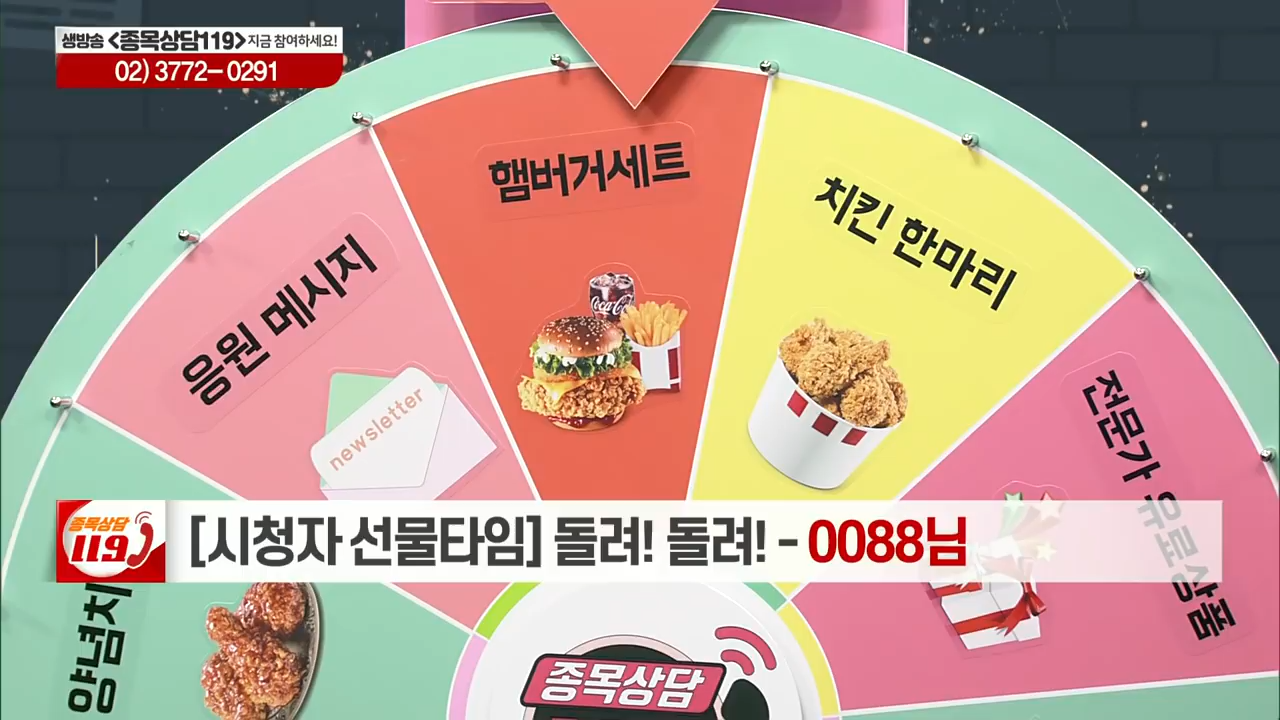 생방송 <종목상담119> 지금 참여하세요!
02) 3772-0291
햄버거세트
치킨 한마리
응원 메시지
Coca-Cola
newsletter
전문가 유료상품
종목상담
119
[시청자 선물타임] 돌려! 돌려! - 0088님
양념치
종목상담